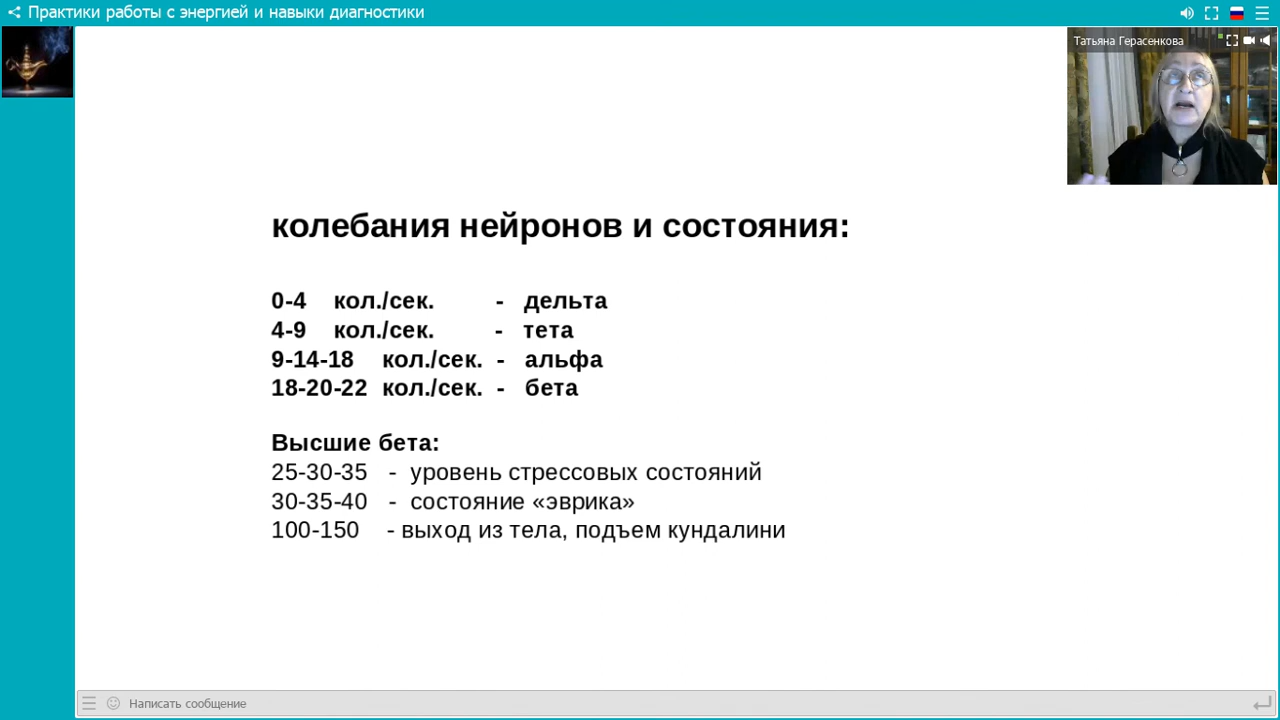 Практики работы с энергией и навыки диагностики
Татьяна Герасенкова
колебания нейронов и состояния:
0-4 кол./сек. - дельта
4-9 кол./сек. - тета
9-14-18 кол./сек. - альфа
18-20-22 кол./сек. - бета
Высшие бета:
25-30-35 - уровень стрессовых состояний
30-35-40 - состояние «эврика»
100-150 - выход из тела, подъем кундалини
Написать сообщение